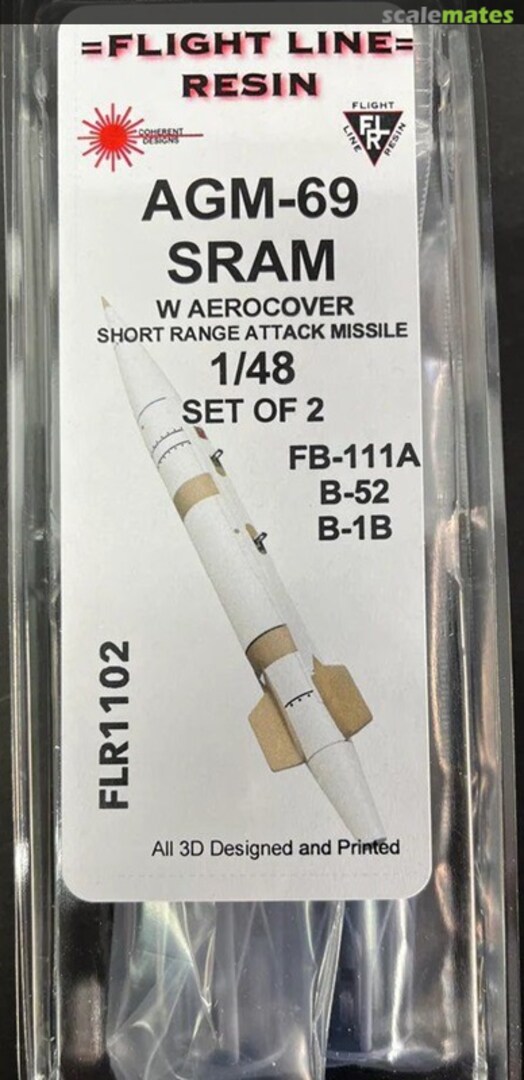 scalemates
=FLIGHT LINE=
RESIN
COHERENT
DESIGNS
FLIGHT
LINE
RESIN
FLR
AGM-69
SRAM
W AEROCOVER
SHORT RANGE ATTACK MISSILE
1/48
SET OF 2
FB-111A
B-52
B-1B
FLR1102
All 3D Designed and Printed